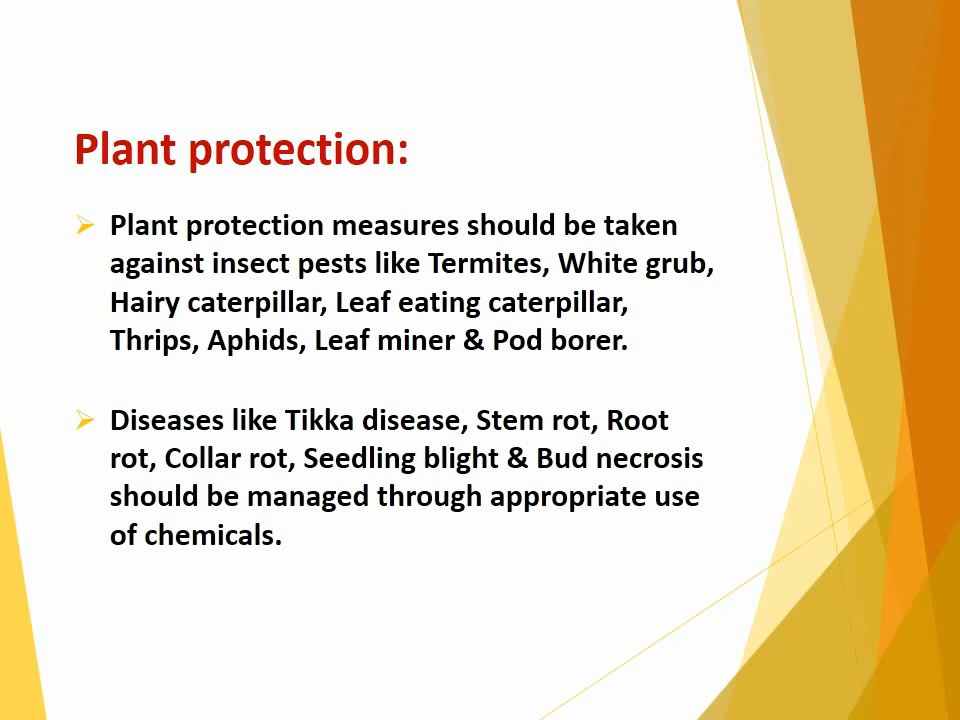 Plant protection:
Plant protection measures should be taken
against insect pests like Termites, White grub,
Hairy caterpillar, Leaf eating caterpillar,
Thrips, Aphids, Leaf miner & Pod borer.
Diseases like Tikka disease, Stem rot, Root
rot, Collar rot, Seedling blight & Bud necrosis
should be managed through appropriate use
of chemicals.